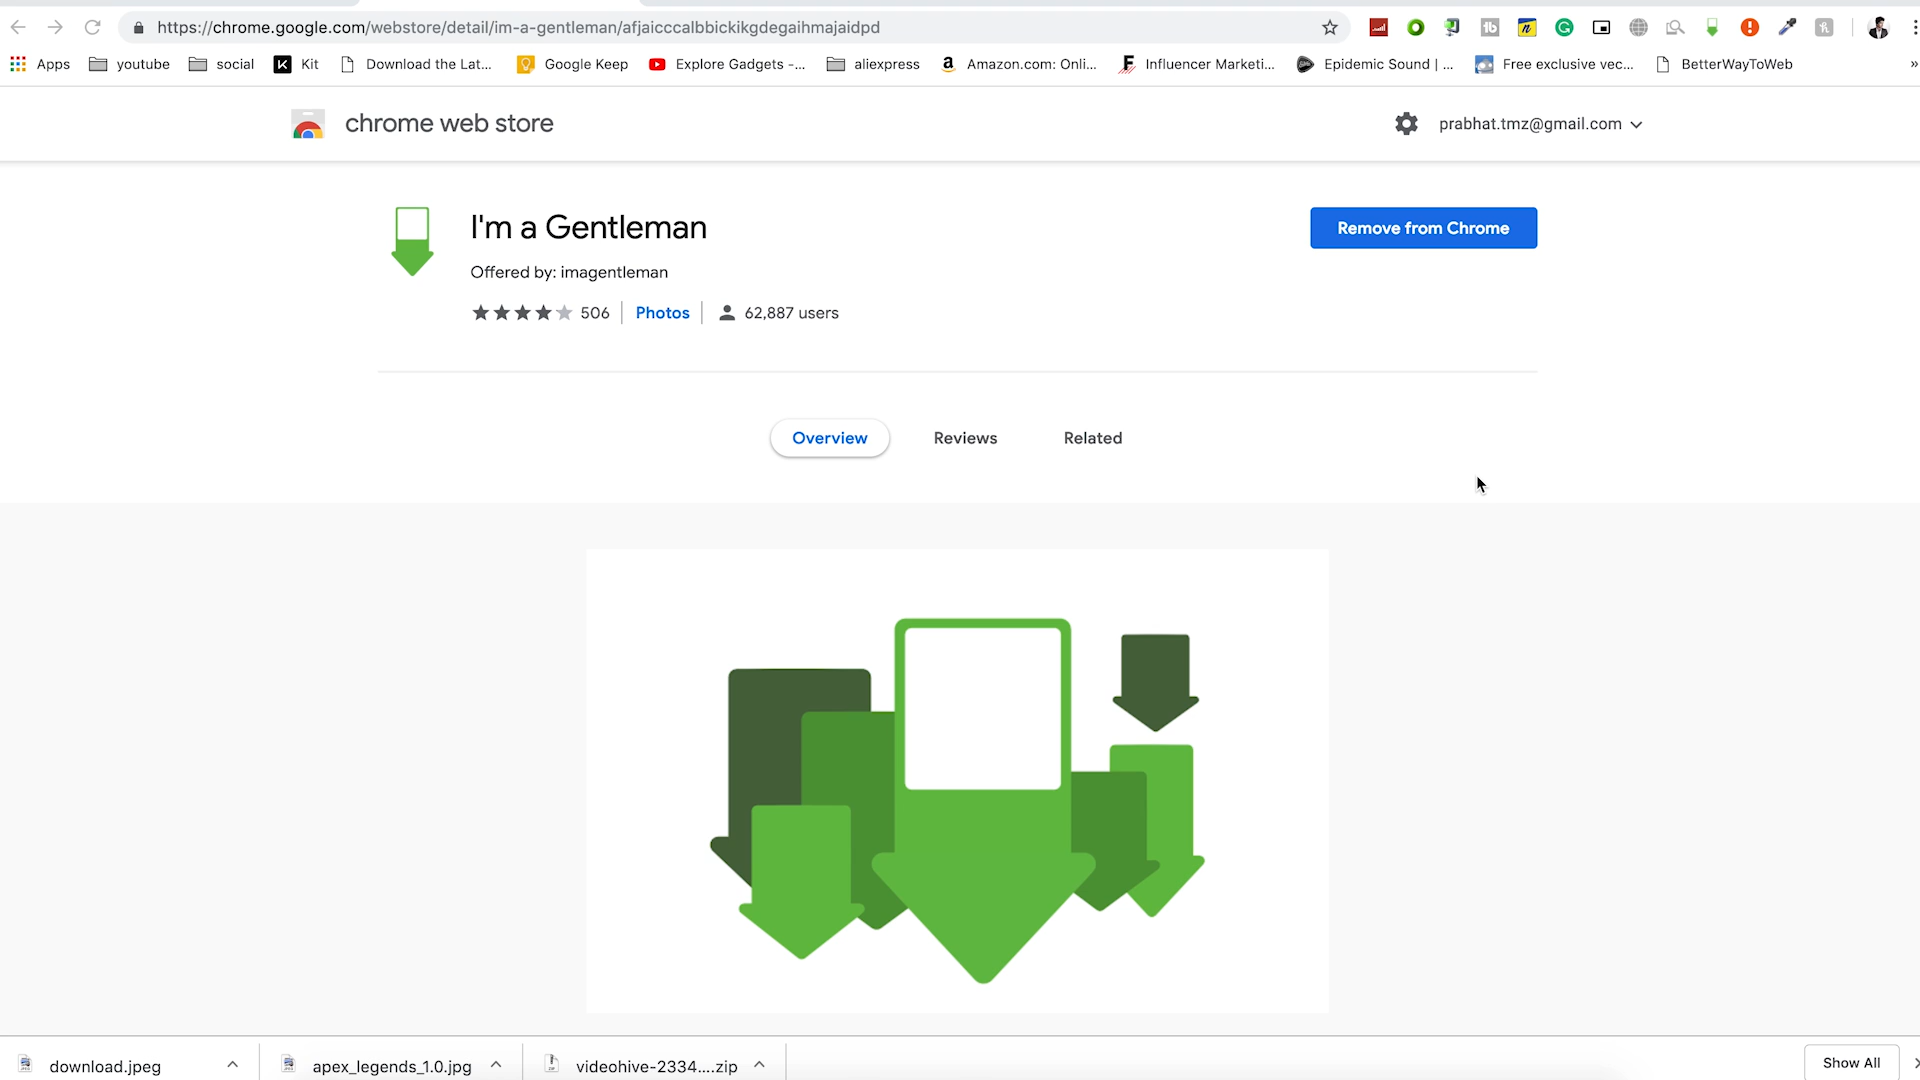 https://chrome.google.com/webstore/detail/im-a-gentleman/afjaicccalbbickikgdegaihmajaidpd
Apps youtube social Kit Download the Lat... Google Keep Explore Gadgets -... aliexpress Amazon.com: Onli... Influencer Marketi... Epidemic Sound | ... Free exclusive vec... BetterWayToWeb »
chrome web store
prabhat.tmz@gmail.com
I'm a Gentleman
Remove from Chrome
Offered by: imagentleman
506 Photos 62,887 users
Overview Reviews Related
download.jpeg apex_legends_1.0.jpg videohive-2334....zip Show All